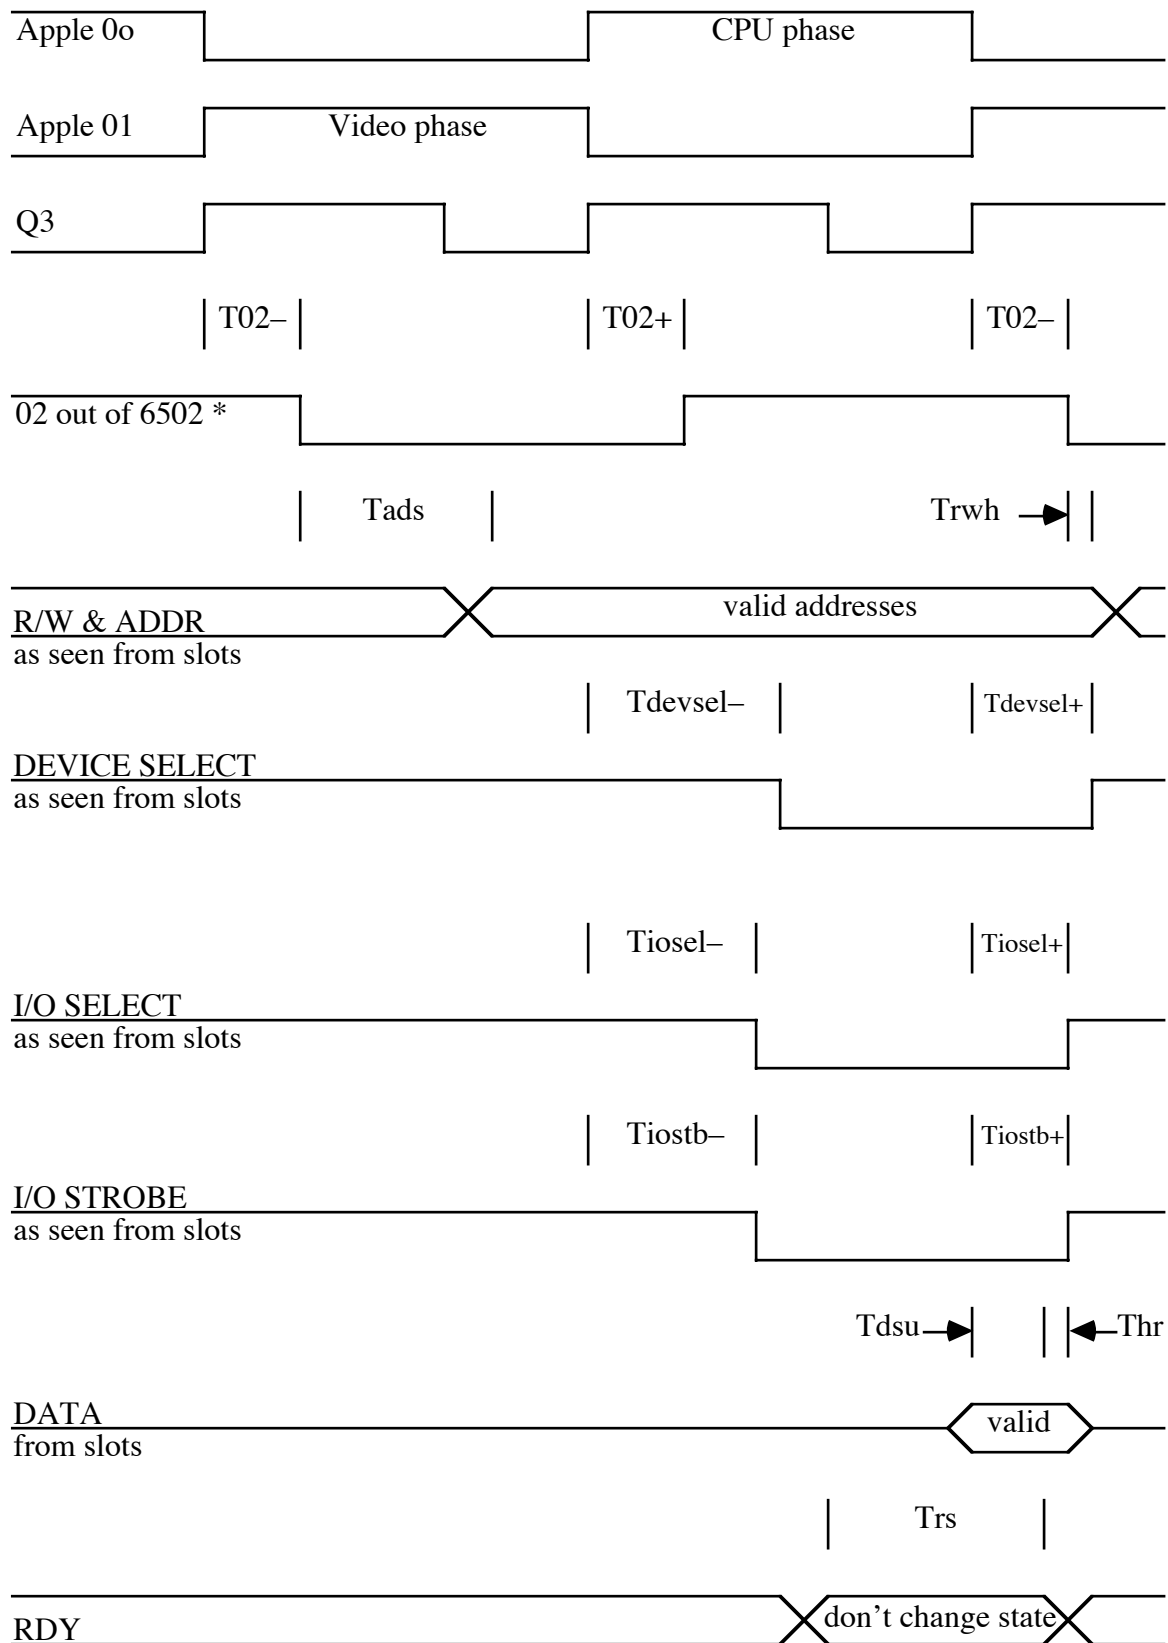 Apple 0o
CPU phase
Apple 01
Video phase
Q3
T02–
T02+
T02–
02 out of 6502 *
Tads
Trwh
R/W & ADDR
valid addresses
as seen from slots
Tdevsel–
Tdevsel+
DEVICE SELECT
as seen from slots
Tiosel–
Tiosel+
I/O SELECT
as seen from slots
Tiostb–
Tiostb+
I/O STROBE
as seen from slots
Tdsu
Thr
DATA
valid
from slots
Trs
RDY
don't change state